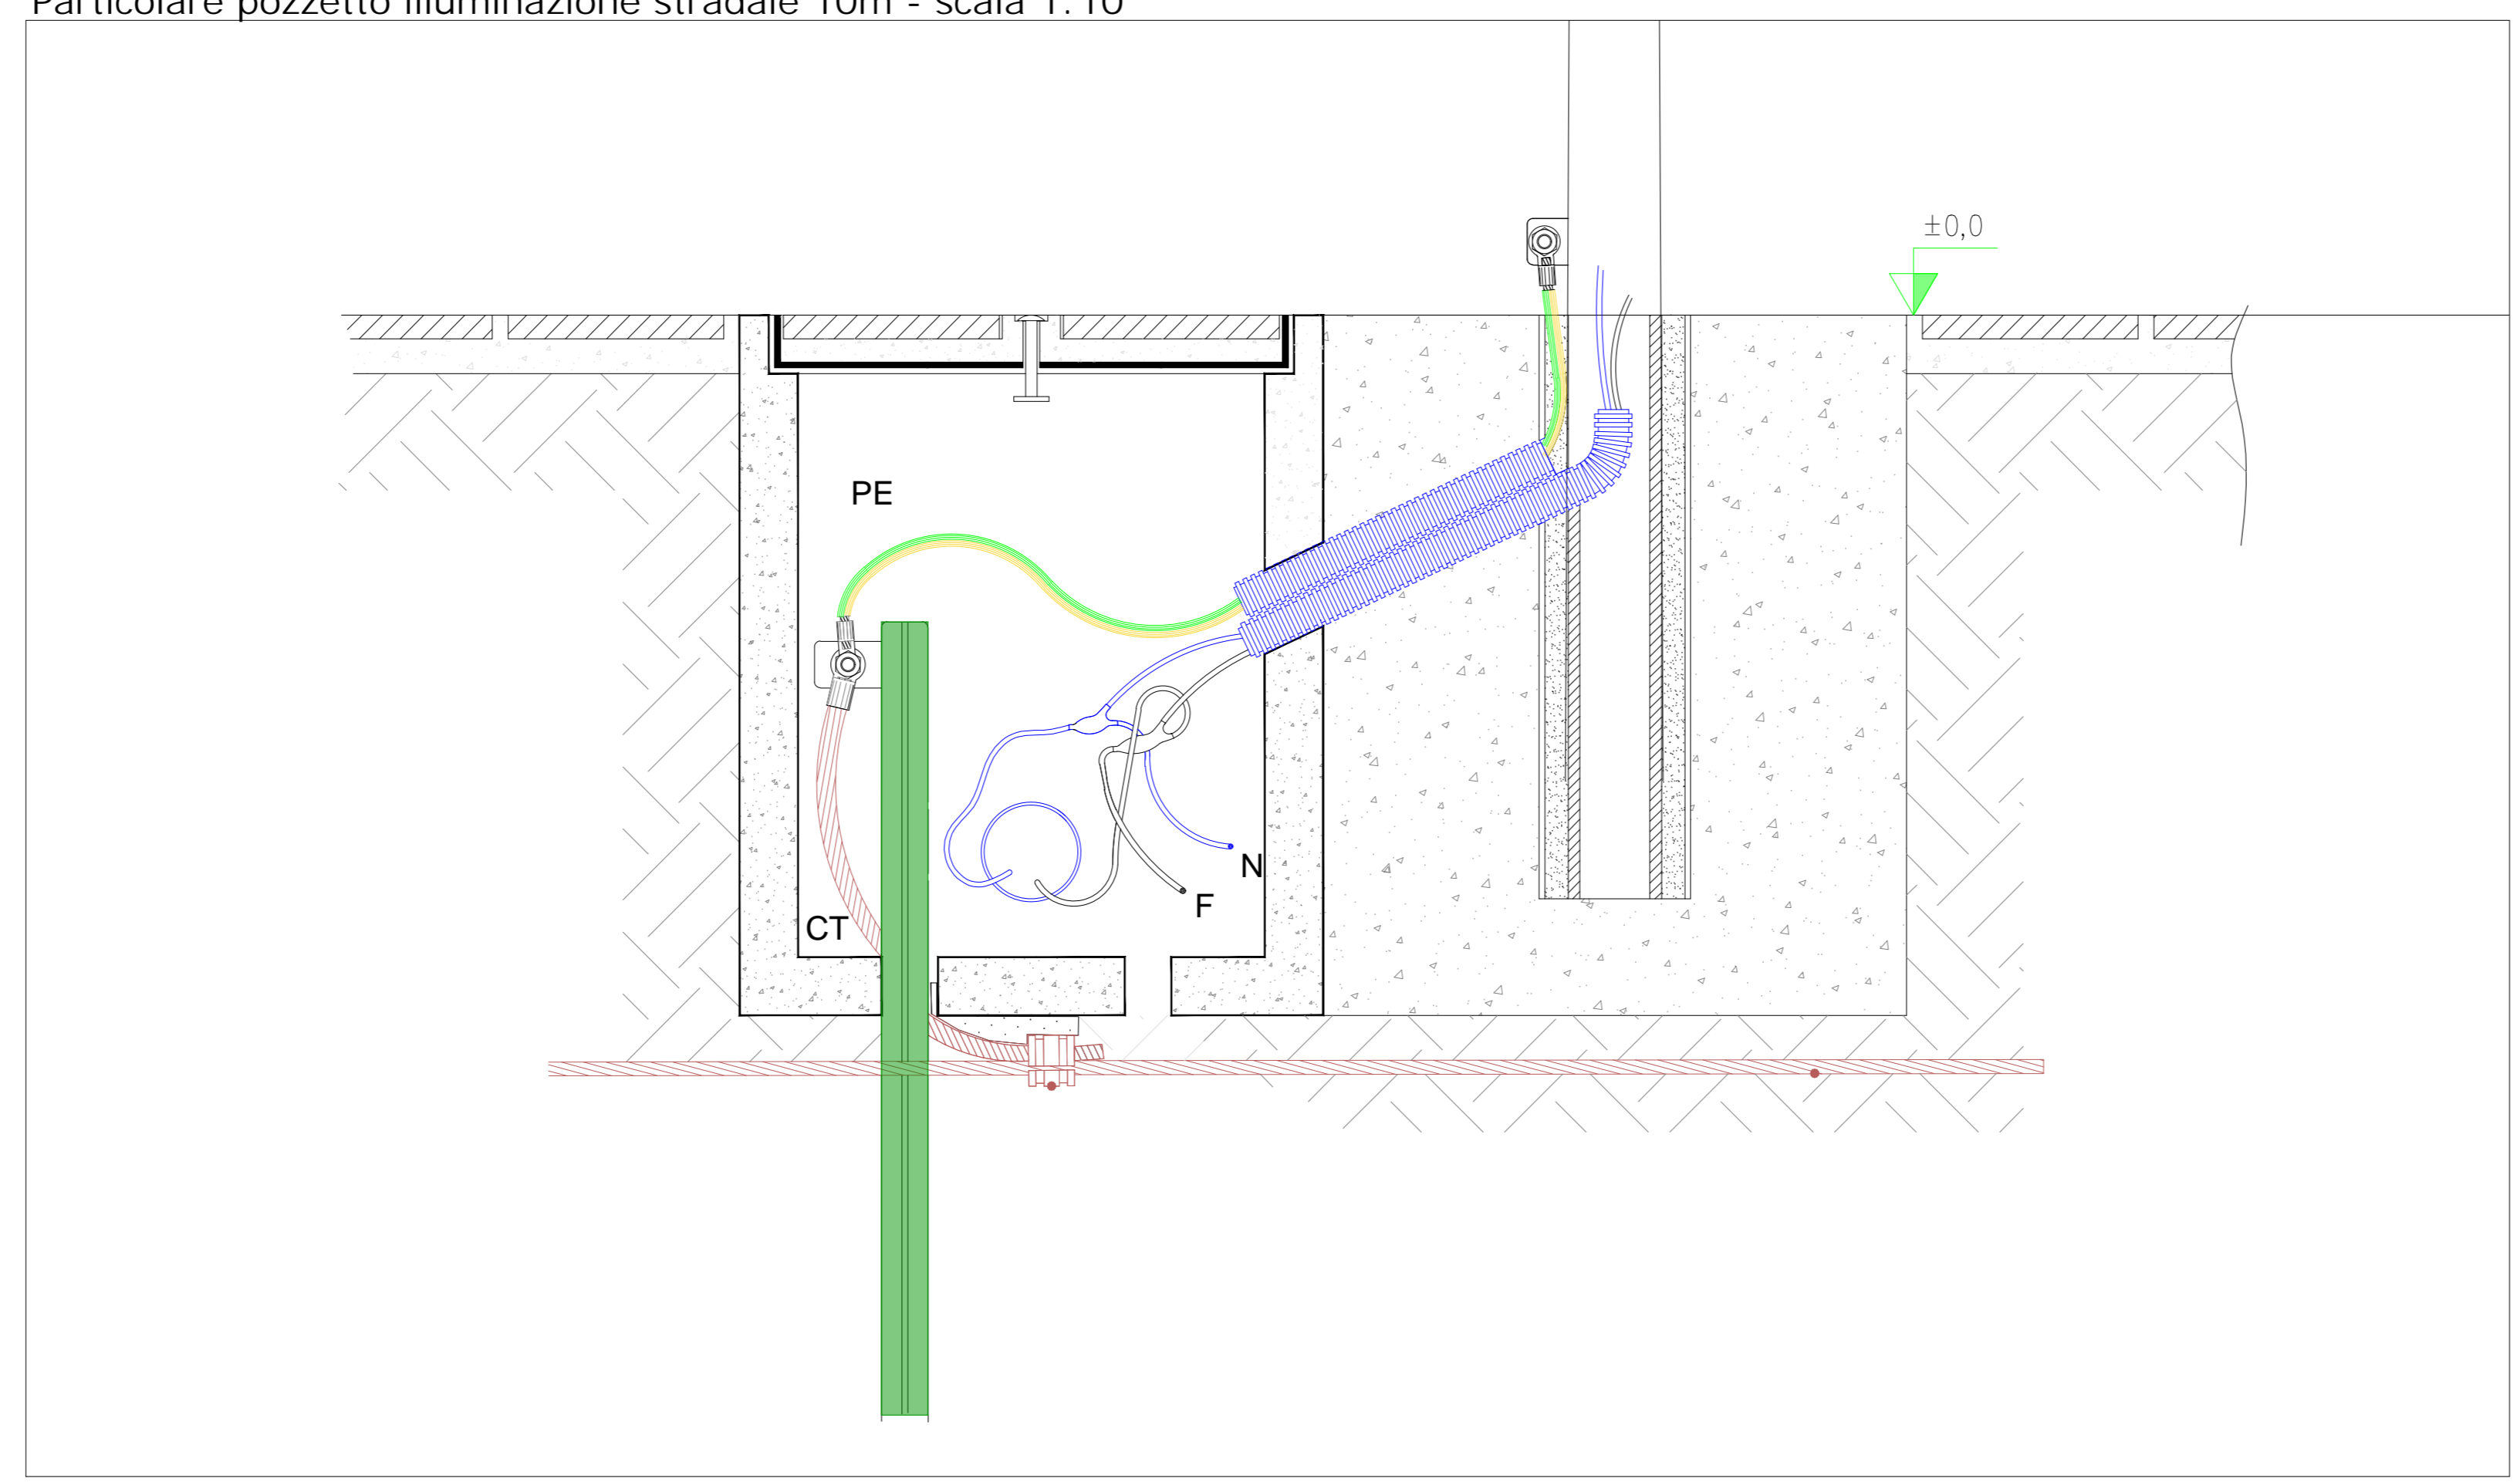 Particolare pozzetto illuminazione stradale 10m - scala 1:10
±0,0
PE
N
F
CT